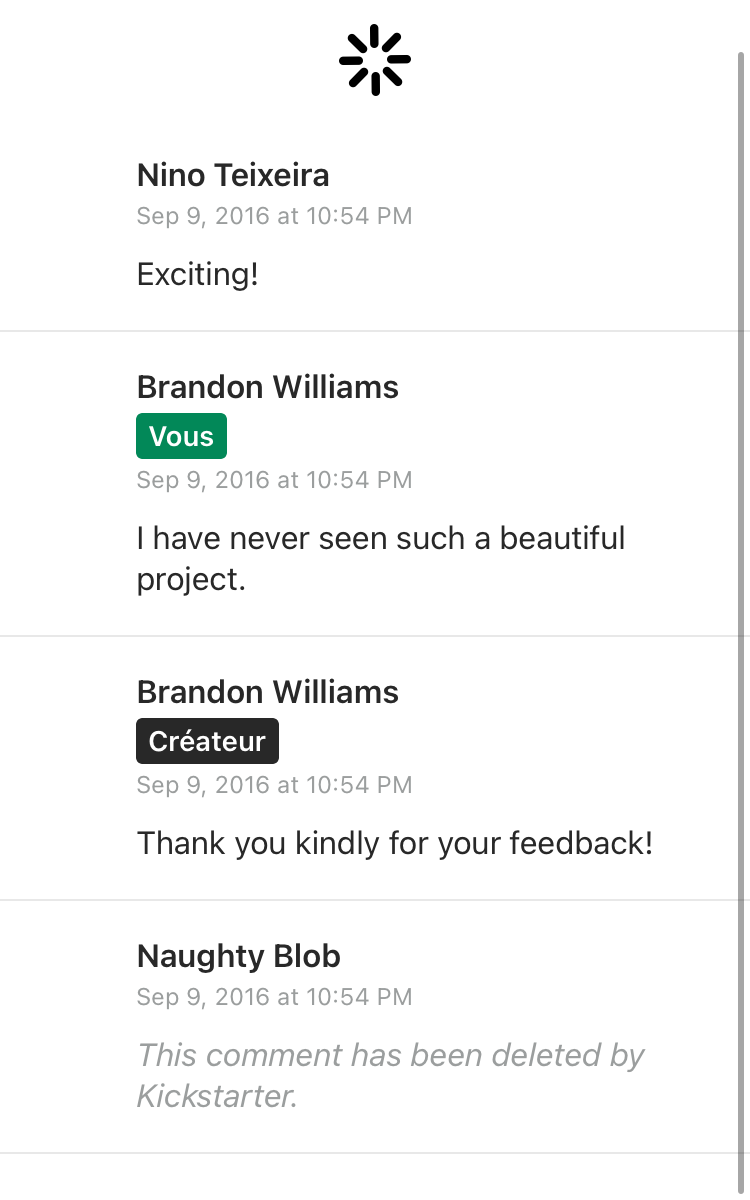 Nino Teixeira
Sep 9, 2016 at 10:54 PM
Exciting!
Brandon Williams
Vous
Sep 9, 2016 at 10:54 PM
I have never seen such a beautiful
project.
Brandon Williams
Créateur
Sep 9, 2016 at 10:54 PM
Thank you kindly for your feedback!
Naughty Blob
Sep 9, 2016 at 10:54 PM
This comment has been deleted by
Kickstarter.